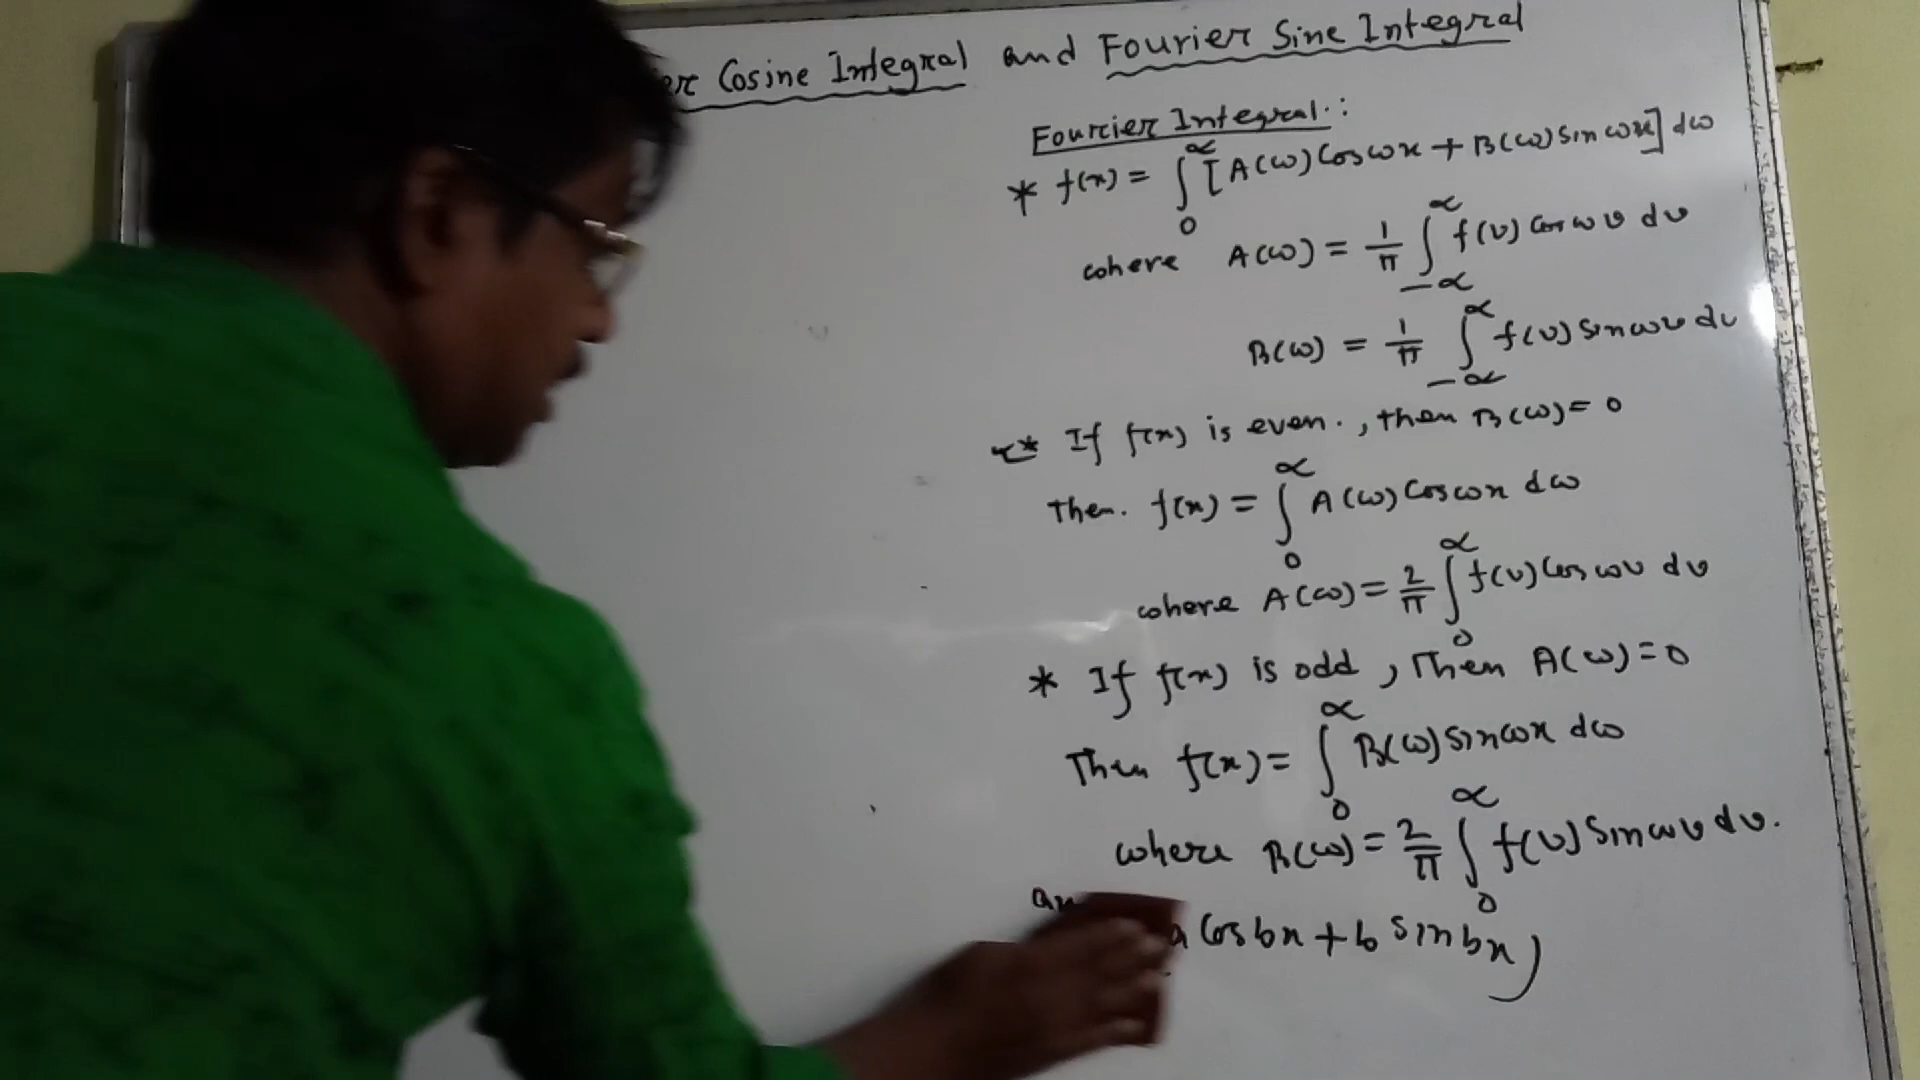 Cosine Integral and Fourier Sine Integral
Fourier Integral :
* f(x) = ∫₀^∝ [A(ω) Cos ωx + B(ω) Sin ωx] dω
where A(ω) = 1/π ∫₋∝^∝ f(v) Cos ωv dv
B(ω) = 1/π ∫₋∝^∝ f(v) Sin ωv dv
* If f(x) is even., then B(ω) = 0
Then. f(x) = ∫₀^∝ A(ω) Cos ωx dω
where A(ω) = 2/π ∫₀^∝ f(v) Cos ωv dv
* If f(x) is odd, Then A(ω) = 0
Then f(x) = ∫₀^∝ B(ω) Sin ωx dω
where B(ω) = 2/π ∫₀^∝ f(v) Sin ωv dv.
a Cos bx + b Sin bx)